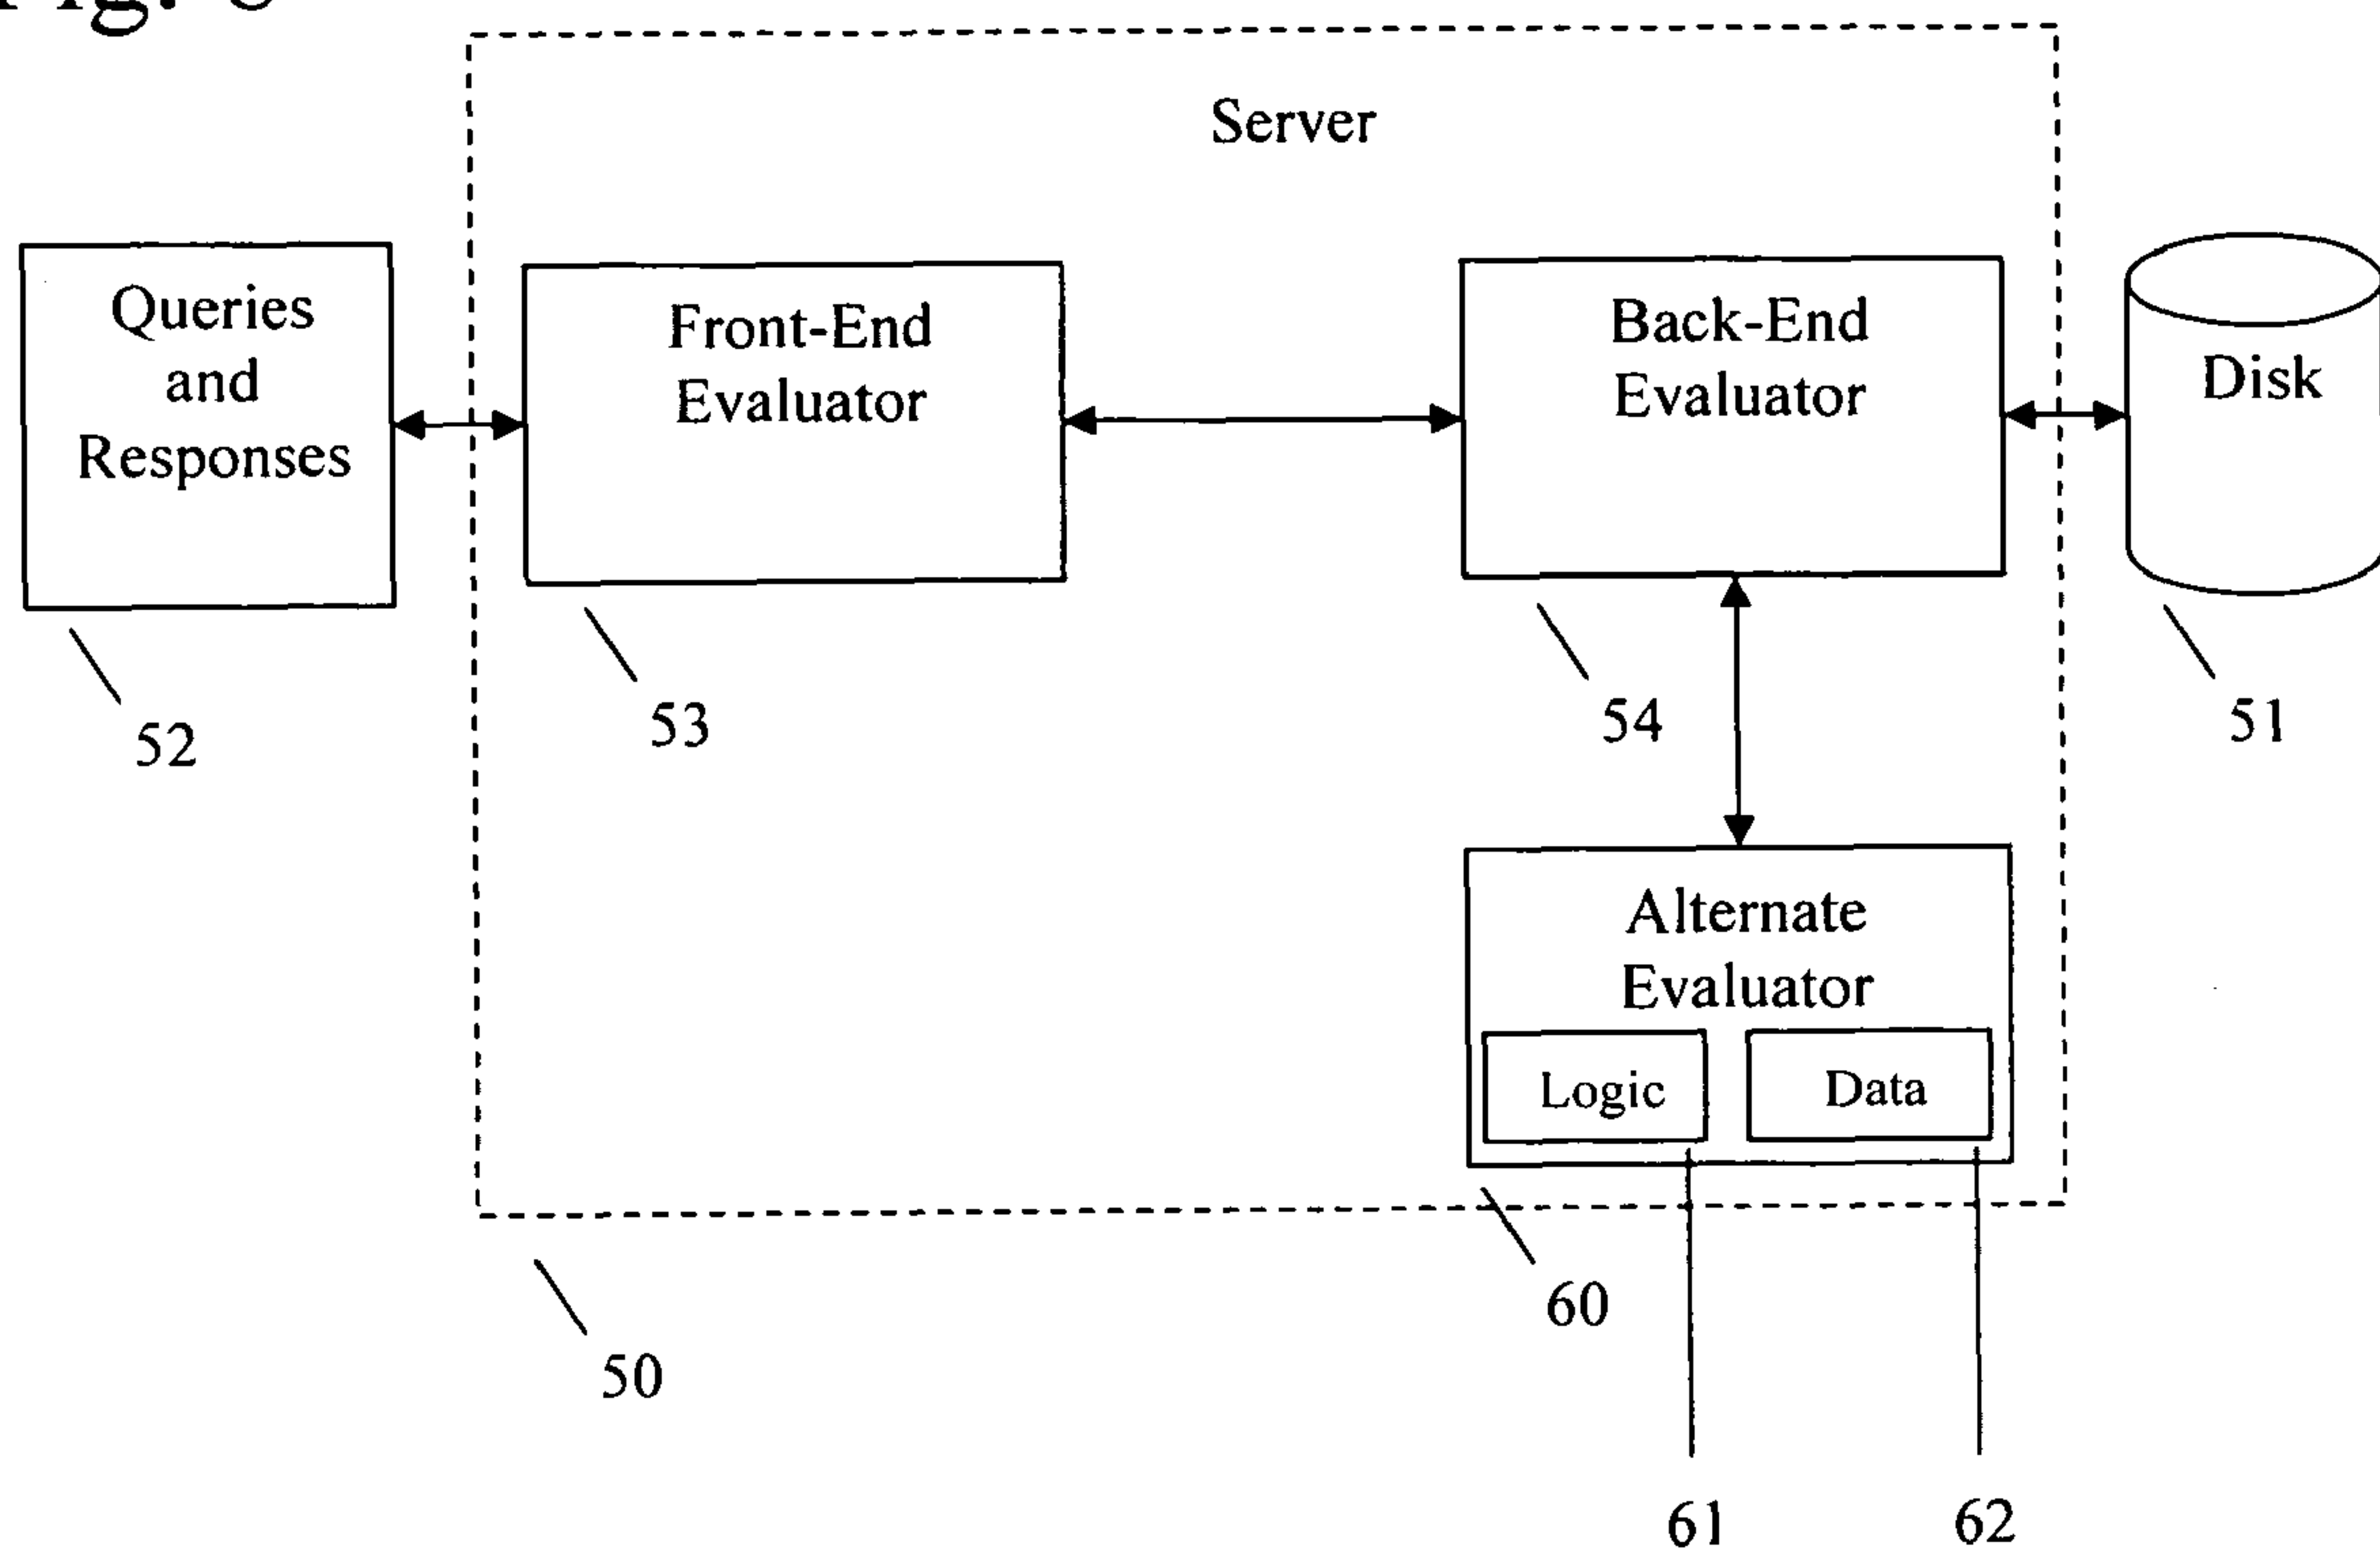 Server
Queries
and
Responses
Front-End
Evaluator
Back-End
Evaluator
Disk
52
53
54
51
Alternate
Evaluator
Logic
Data
60
50
61
62